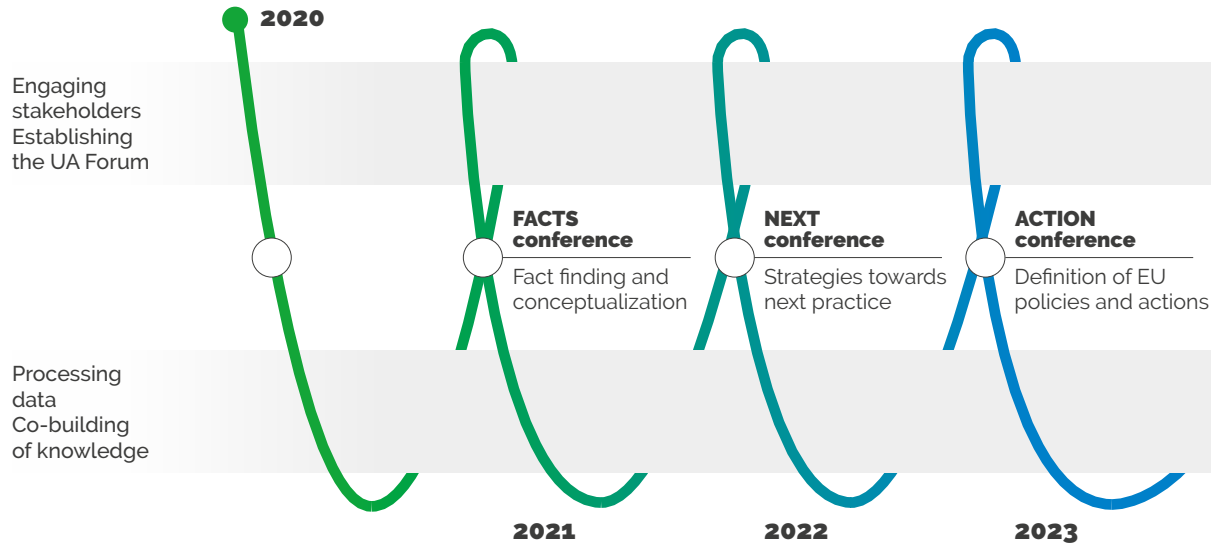 2020
Engaging
stakeholders
Establishing
the UA Forum
FACTS
conference
Fact finding and
conceptualization
NEXT
conference
Strategies towards
next practice
ACTION
conference
Definition of EU
policies and actions
Processing
data
Co-building
of knowledge
2021
2022
2023